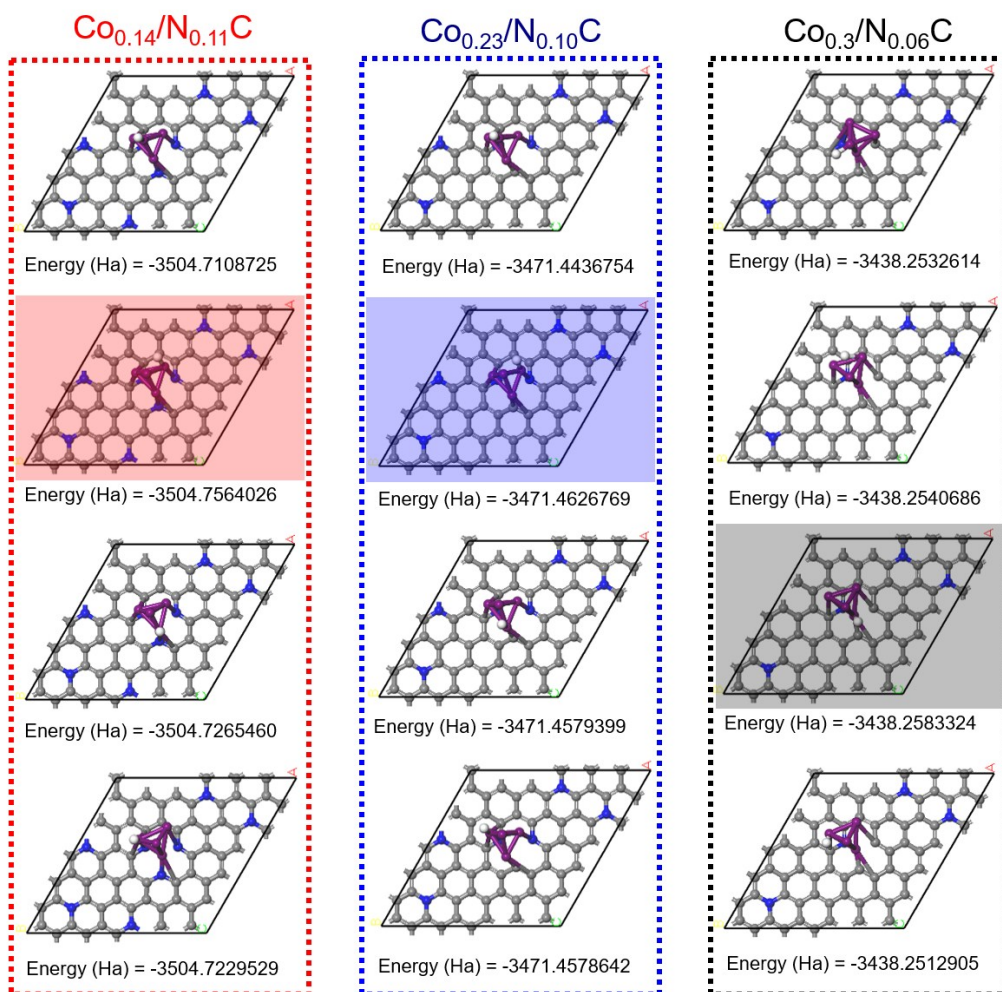 Co0.14/N0.11C
Co0.23/N0.10C
Co0.3/N0.06C
Energy (Ha) = -3504.7108725
Energy (Ha) = -3471.4436754
Energy (Ha) = -3438.2532614
Energy (Ha) = -3504.7564026
Energy (Ha) = -3471.4626769
Energy (Ha) = -3438.2540686
Energy (Ha) = -3504.7265460
Energy (Ha) = -3471.4579399
Energy (Ha) = -3438.2583324
Energy (Ha) = -3504.7229529
Energy (Ha) = -3471.4578642
Energy (Ha) = -3438.2512905